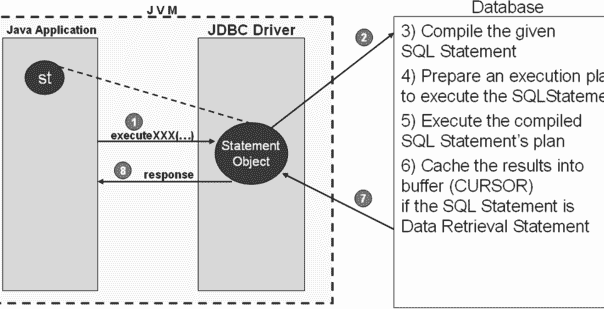 J V M
Database
Java Application
JDBC Driver
st
1
executeXXX(...)
Statement
Object
8
response
2
7
3) Compile the given
SQL Statement
4) Prepare an execution pla
to execute the SQLStateme
5) Execute the compiled
SQL Statement's plan
6) Cache the results into
buffer (CURSOR)
if the SQL Statement is
Data Retrieval Statement